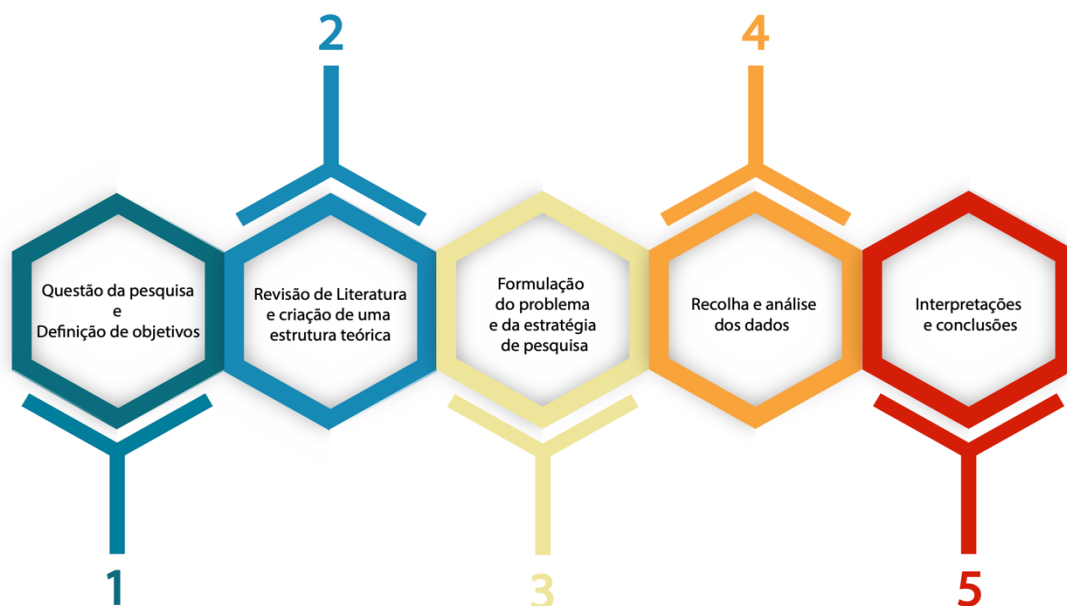 2
4
Questão da pesquisa
e
Definição de objetivos
Revisão de Literatura
e criação de uma
estrutura teórica
Formulação
do problema
e da estratégia
de pesquisa
Recolha e análise
dos dados
Interpretações
e conclusões
1
3
5